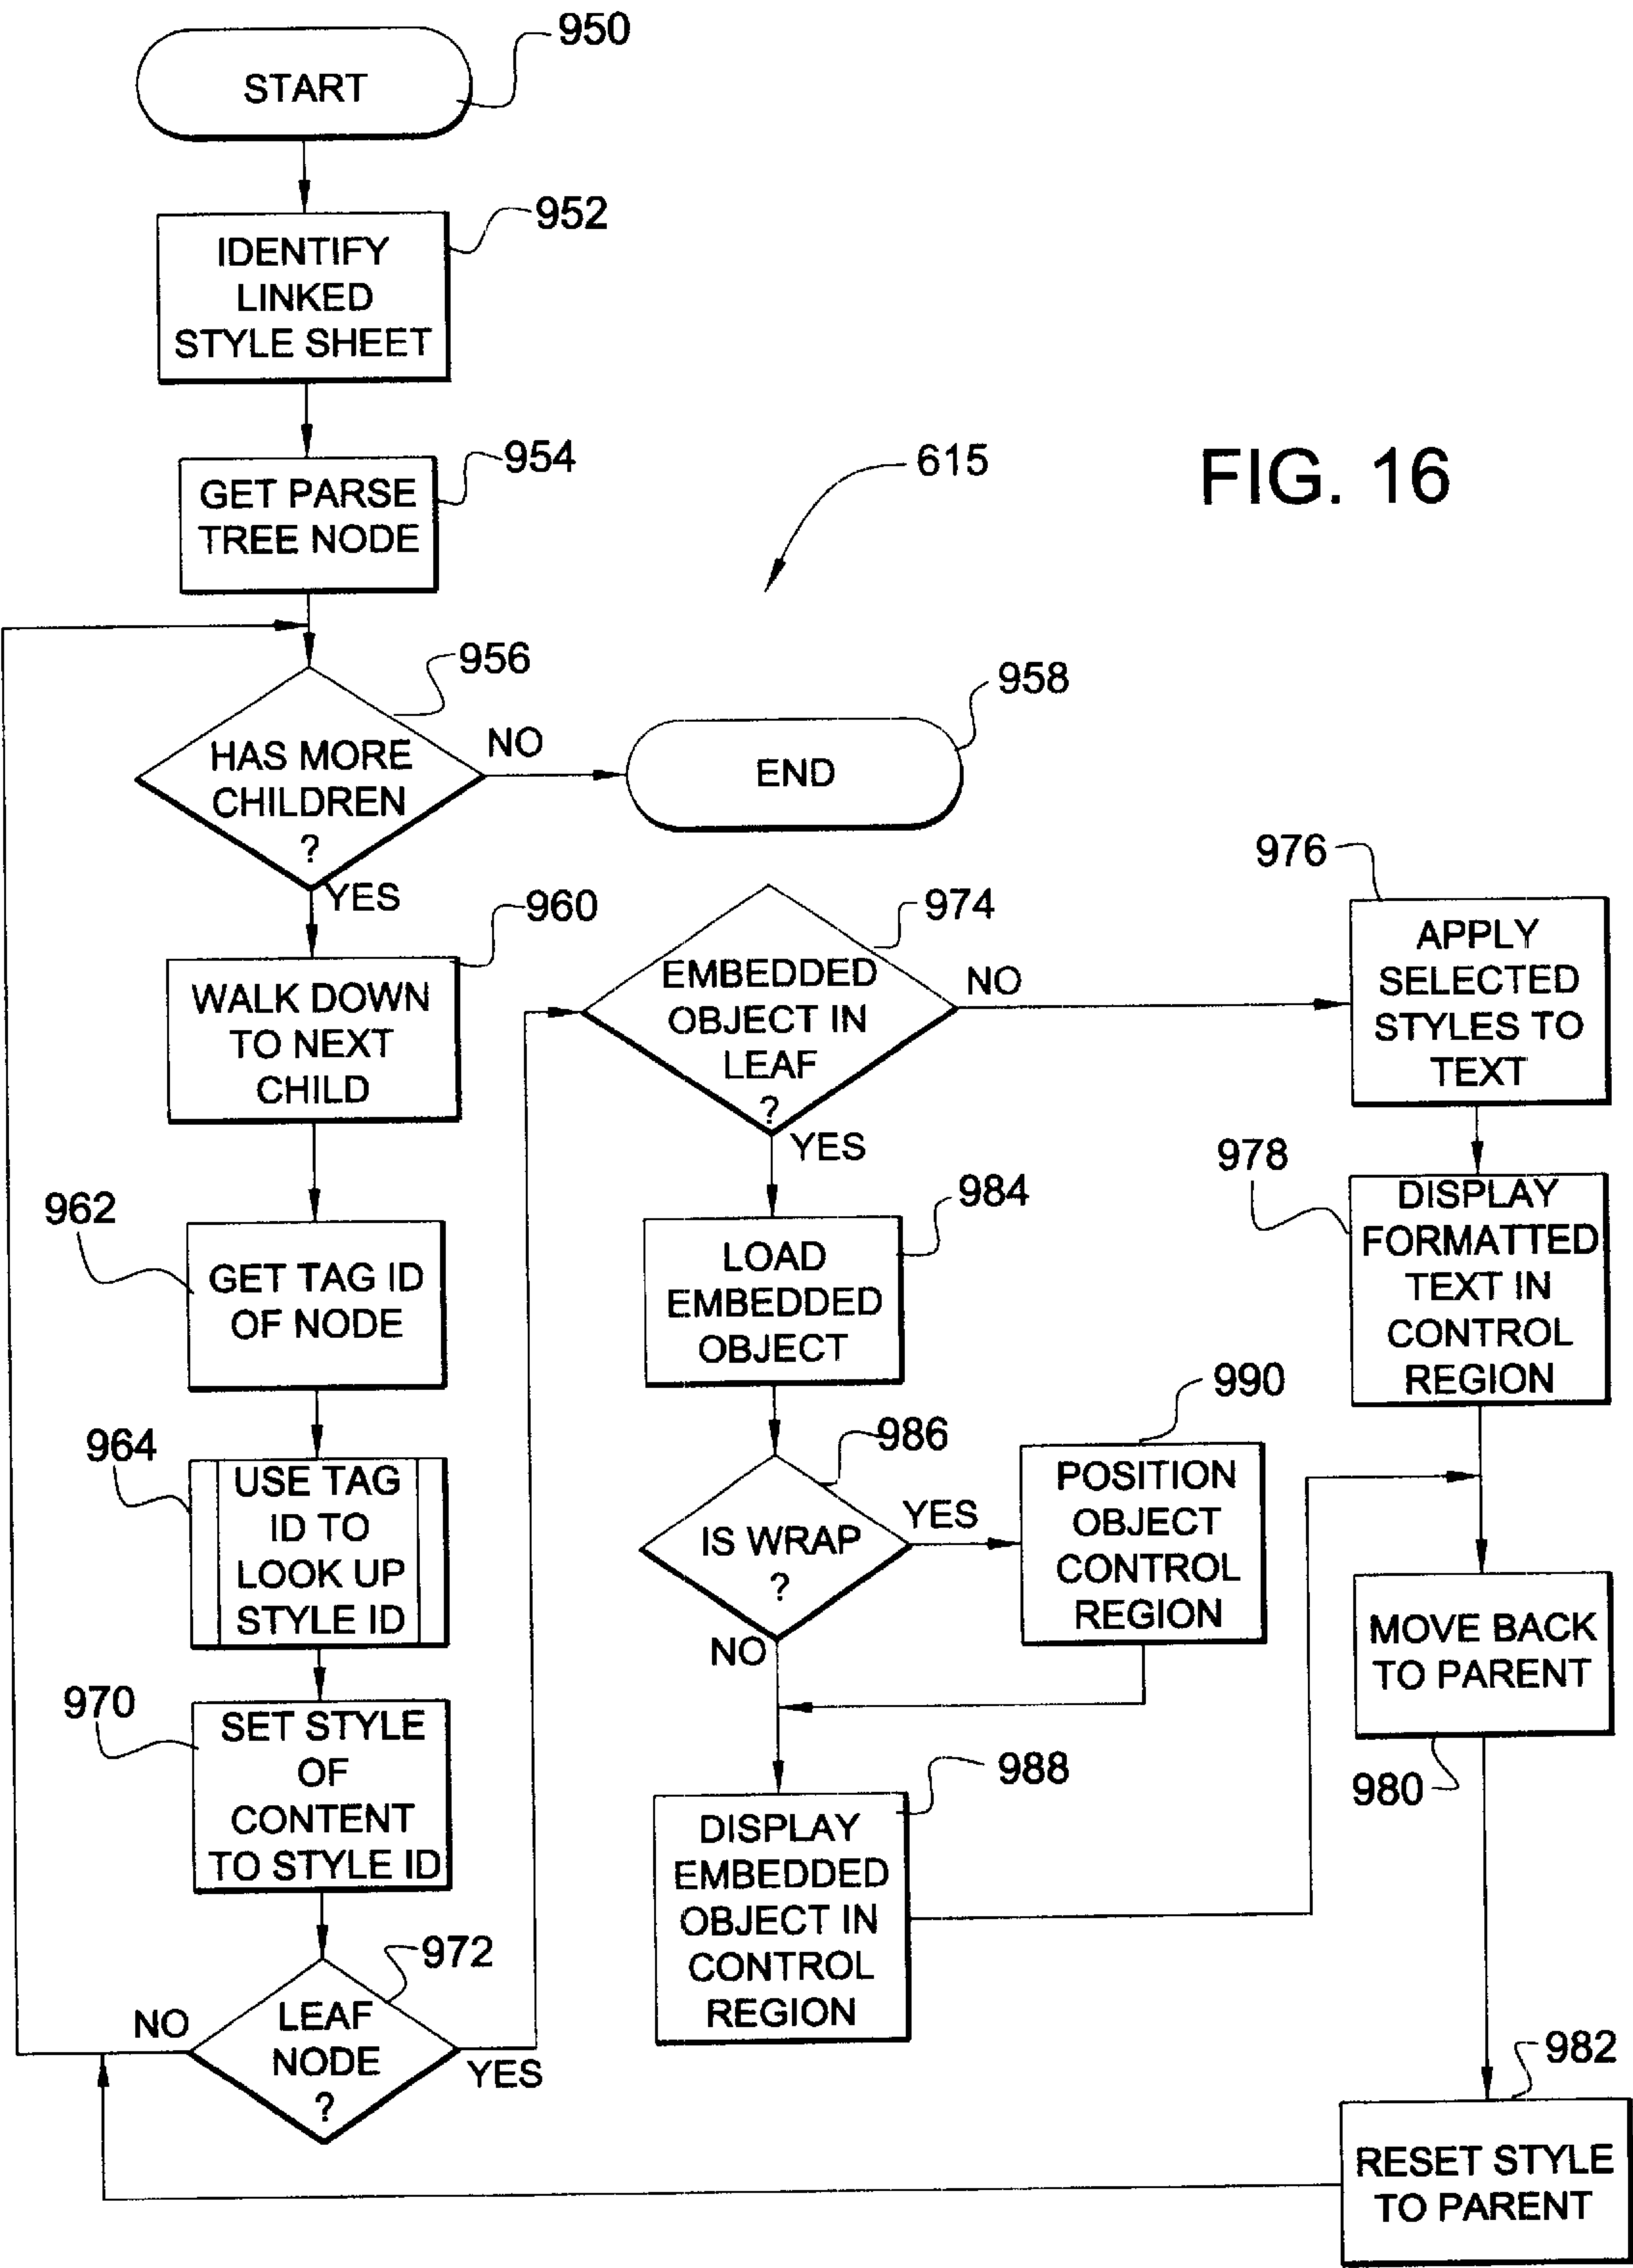 950
START
952
IDENTIFY
LINKED
STYLE SHEET
954
GET PARSE
TREE NODE
615
FIG. 16
956
HAS MORE
CHILDREN
?
NO
YES
958
END
960
WALK DOWN
TO NEXT
CHILD
962
GET TAG ID
OF NODE
964
USE TAG
ID TO
LOOK UP
STYLE ID
970
SET STYLE
OF
CONTENT
TO STYLE ID
972
LEAF
NODE
?
NO
YES
974
EMBEDDED
OBJECT IN
LEAF
?
NO
YES
976
APPLY
SELECTED
STYLES TO
TEXT
978
DISPLAY
FORMATTED
TEXT IN
CONTROL
REGION
984
LOAD
EMBEDDED
OBJECT
986
IS WRAP
?
YES
NO
990
POSITION
OBJECT
CONTROL
REGION
988
DISPLAY
EMBEDDED
OBJECT IN
CONTROL
REGION
MOVE BACK
TO PARENT
980
982
RESET STYLE
TO PARENT